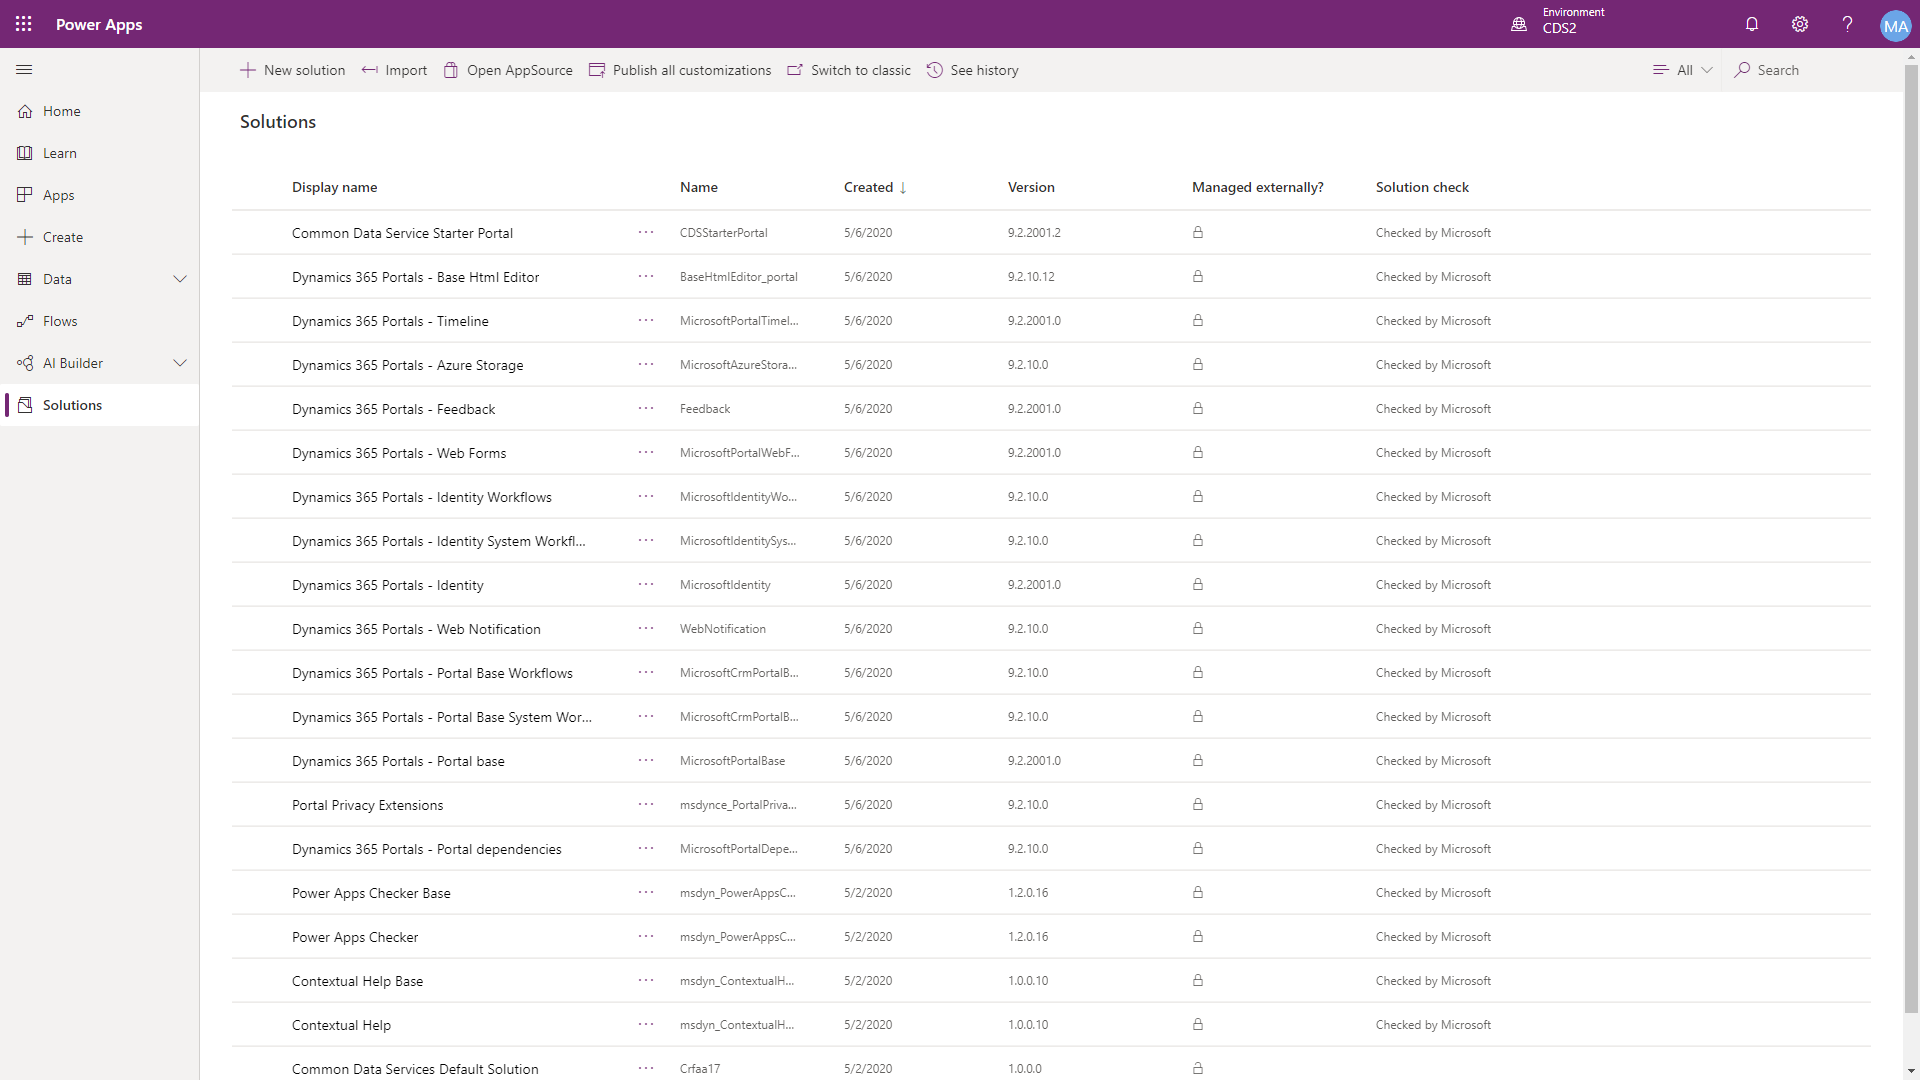 Power Apps
Environment
CDS2
?
MA
New solution Import Open AppSource Publish all customizations Switch to classic See history All Search
Home
Learn
Apps
Create
Data
Flows
AI Builder
Solutions
Solutions
Display name Name Created ↓ Version Managed externally? Solution check
Common Data Service Starter Portal ··· CDSStarterPortal 5/6/2020 9.2.2001.2 Checked by Microsoft
Dynamics 365 Portals - Base Html Editor ··· BaseHtmlEditor_portal 5/6/2020 9.2.10.12 Checked by Microsoft
Dynamics 365 Portals - Timeline ··· MicrosoftPortalTimel... 5/6/2020 9.2.2001.0 Checked by Microsoft
Dynamics 365 Portals - Azure Storage ··· MicrosoftAzureStora... 5/6/2020 9.2.10.0 Checked by Microsoft
Dynamics 365 Portals - Feedback ··· Feedback 5/6/2020 9.2.2001.0 Checked by Microsoft
Dynamics 365 Portals - Web Forms ··· MicrosoftPortalWebF... 5/6/2020 9.2.2001.0 Checked by Microsoft
Dynamics 365 Portals - Identity Workflows ··· MicrosoftIdentityWo... 5/6/2020 9.2.10.0 Checked by Microsoft
Dynamics 365 Portals - Identity System Workfl... ··· MicrosoftIdentitySys... 5/6/2020 9.2.10.0 Checked by Microsoft
Dynamics 365 Portals - Identity ··· MicrosoftIdentity 5/6/2020 9.2.2001.0 Checked by Microsoft
Dynamics 365 Portals - Web Notification ··· WebNotification 5/6/2020 9.2.10.0 Checked by Microsoft
Dynamics 365 Portals - Portal Base Workflows ··· MicrosoftCrmPortalB... 5/6/2020 9.2.10.0 Checked by Microsoft
Dynamics 365 Portals - Portal Base System Wor... ··· MicrosoftCrmPortalB... 5/6/2020 9.2.10.0 Checked by Microsoft
Dynamics 365 Portals - Portal base ··· MicrosoftPortalBase 5/6/2020 9.2.2001.0 Checked by Microsoft
Portal Privacy Extensions ··· msdynce_PortalPriva... 5/6/2020 9.2.10.0 Checked by Microsoft
Dynamics 365 Portals - Portal dependencies ··· MicrosoftPortalDepe... 5/6/2020 9.2.10.0 Checked by Microsoft
Power Apps Checker Base ··· msdyn_PowerAppsC... 5/2/2020 1.2.0.16 Checked by Microsoft
Power Apps Checker ··· msdyn_PowerAppsC... 5/2/2020 1.2.0.16 Checked by Microsoft
Contextual Help Base ··· msdyn_ContextualH... 5/2/2020 1.0.0.10 Checked by Microsoft
Contextual Help ··· msdyn_ContextualH... 5/2/2020 1.0.0.10 Checked by Microsoft
Common Data Services Default Solution ··· Crfaa17 5/2/2020 1.0.0.0